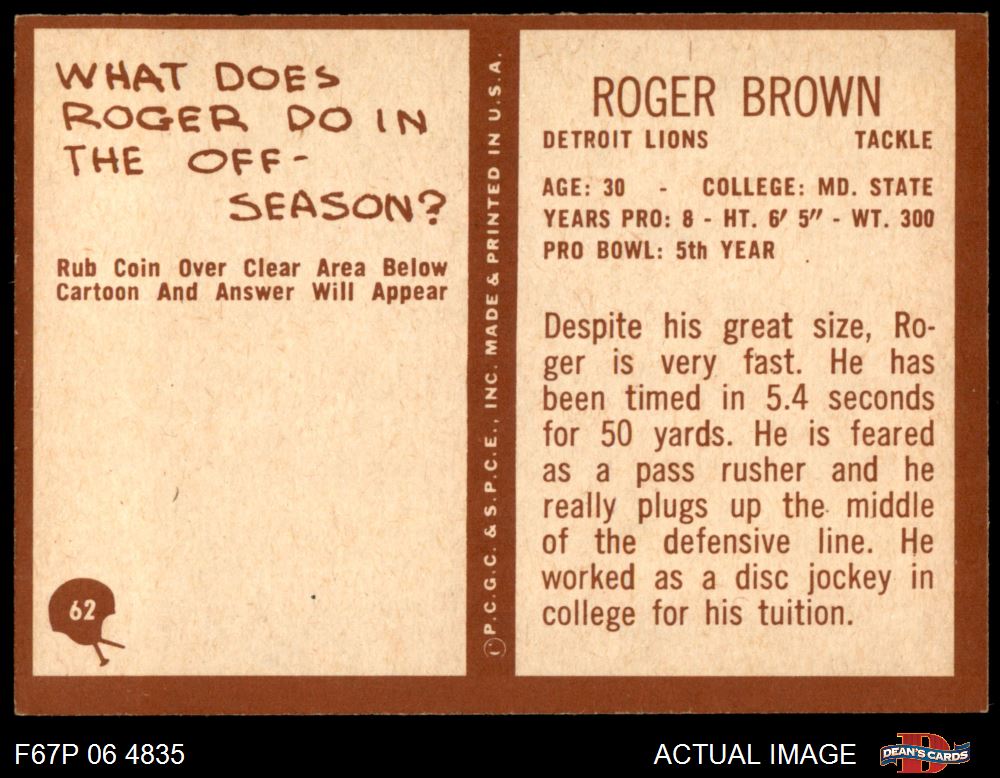 WHAT DOES
ROGER DO IN
THE OFF-
SEASON?
Rub Coin Over Clear Area Below
Cartoon And Answer Will Appear
62
© P.C.G.C. & S.P.C.E., INC. MADE & PRINTED IN U.S.A.
ROGER BROWN
DETROIT LIONS TACKLE
AGE: 30 - COLLEGE: MD. STATE
YEARS PRO: 8 - HT. 6′ 5″ - WT. 300
PRO BOWL: 5th YEAR
Despite his great size, Ro-
ger is very fast. He has
been timed in 5.4 seconds
for 50 yards. He is feared
as a pass rusher and he
really plugs up the middle
of the defensive line. He
worked as a disc jockey in
college for his tuition.
F67P 06 4835
ACTUAL IMAGE
D
DEAN'S CARDS